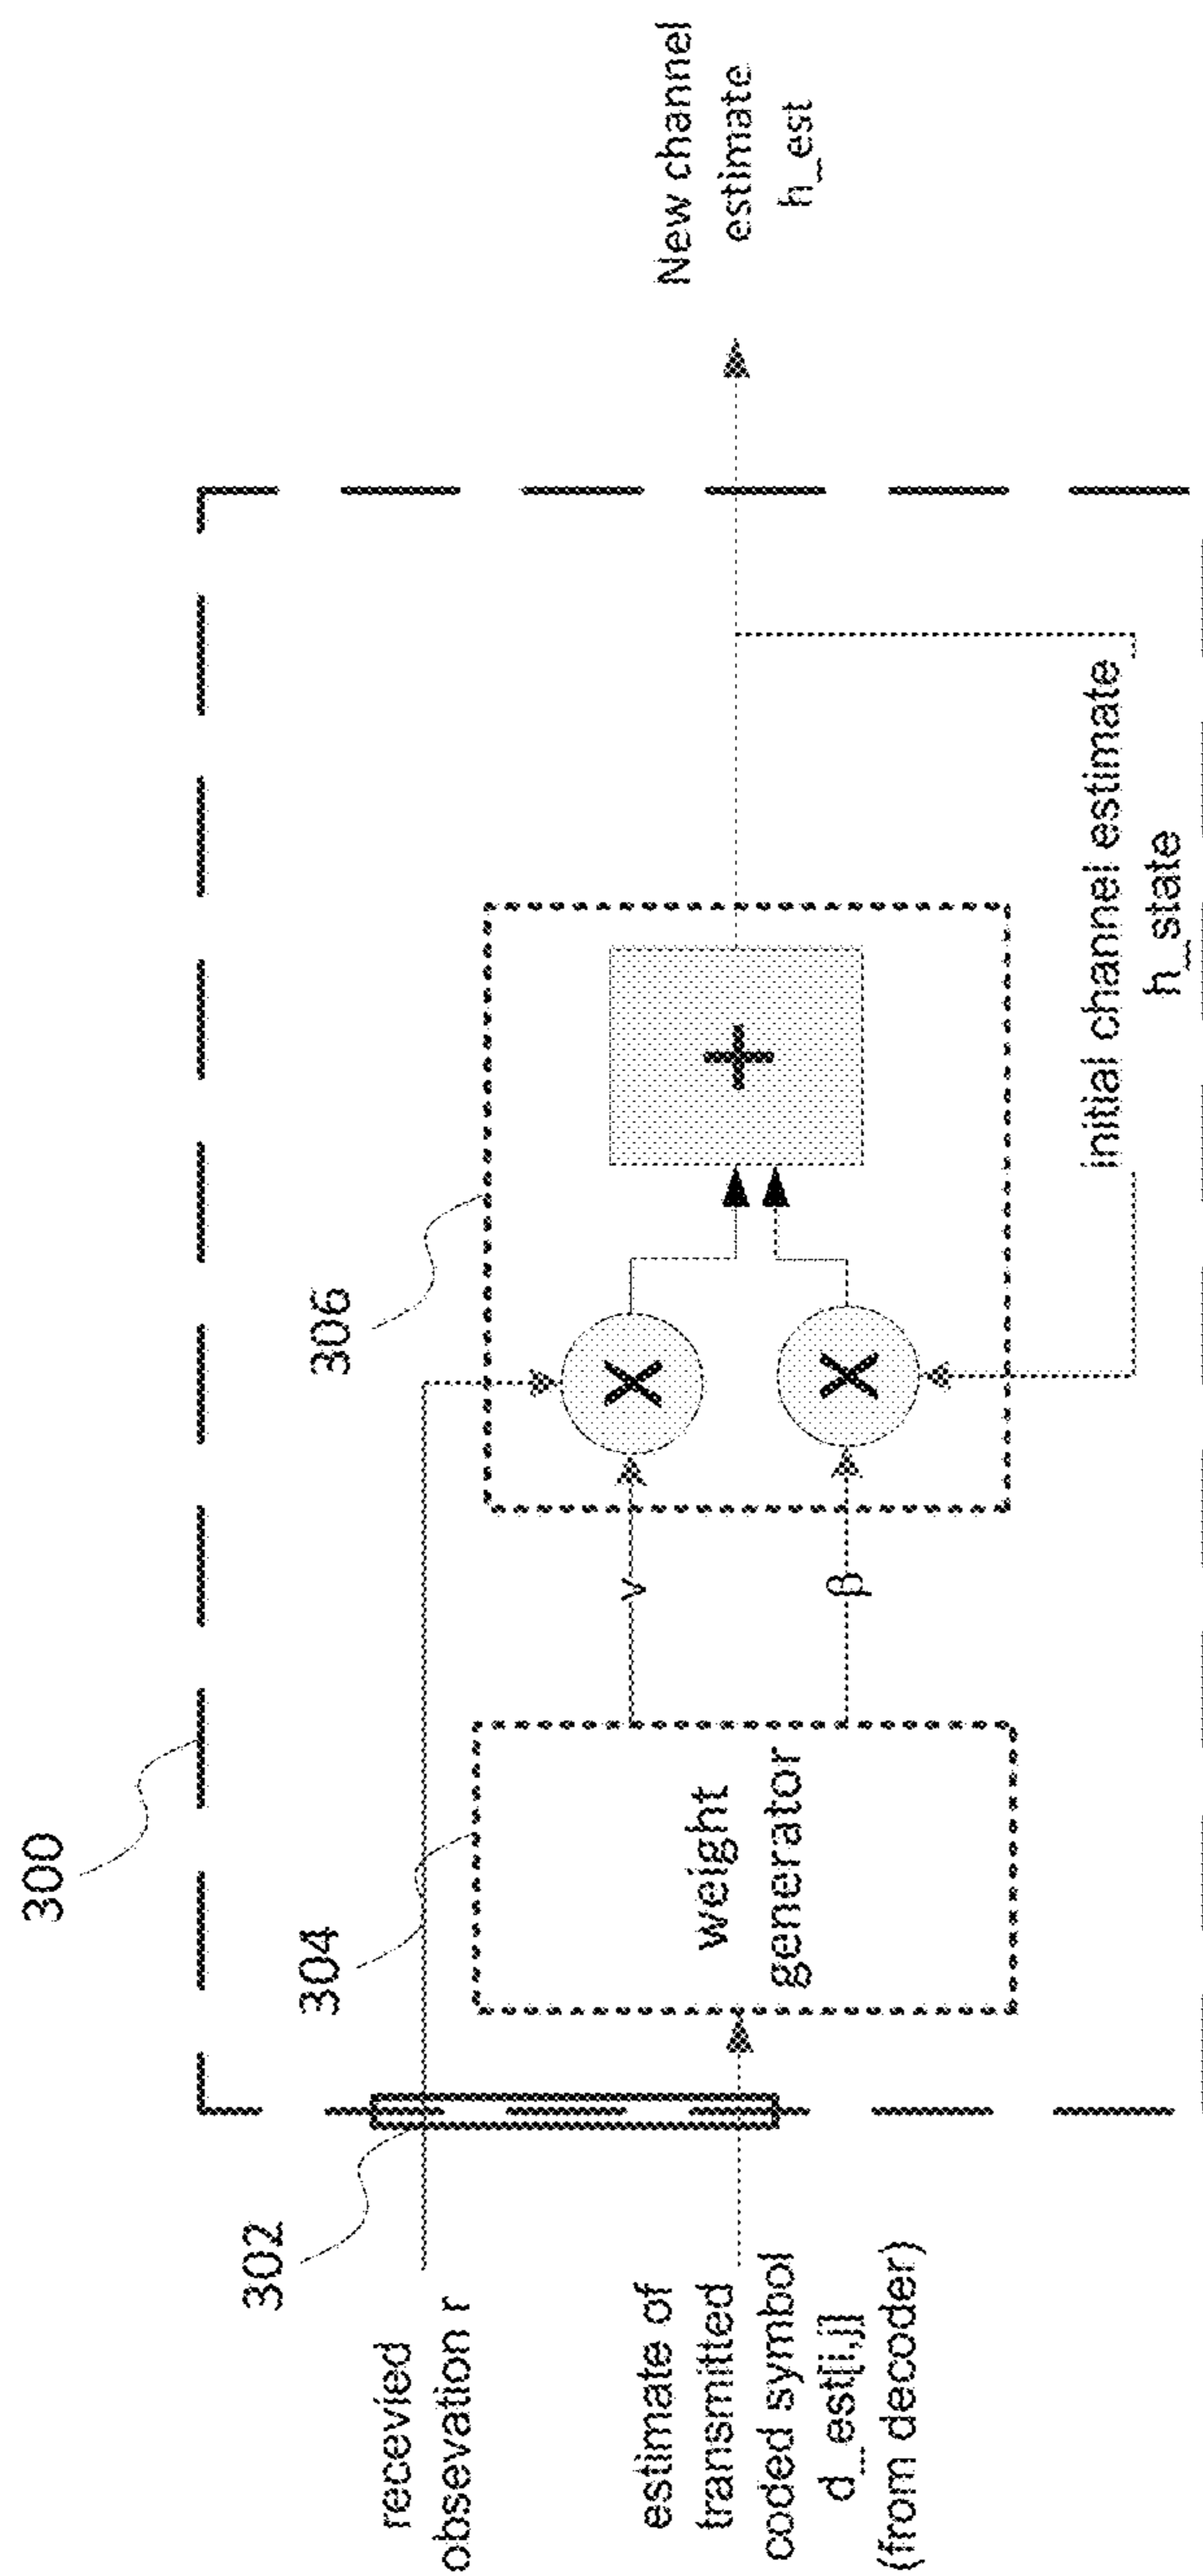 300
302
304
306
recevied
obsevation r
estimate of
transmitted
coded symbol
d_est[i,j]
(from decoder)
weight
generator
γ
β
X
X
+
initial channel estimate
h_state
New channel
estimate
h_est